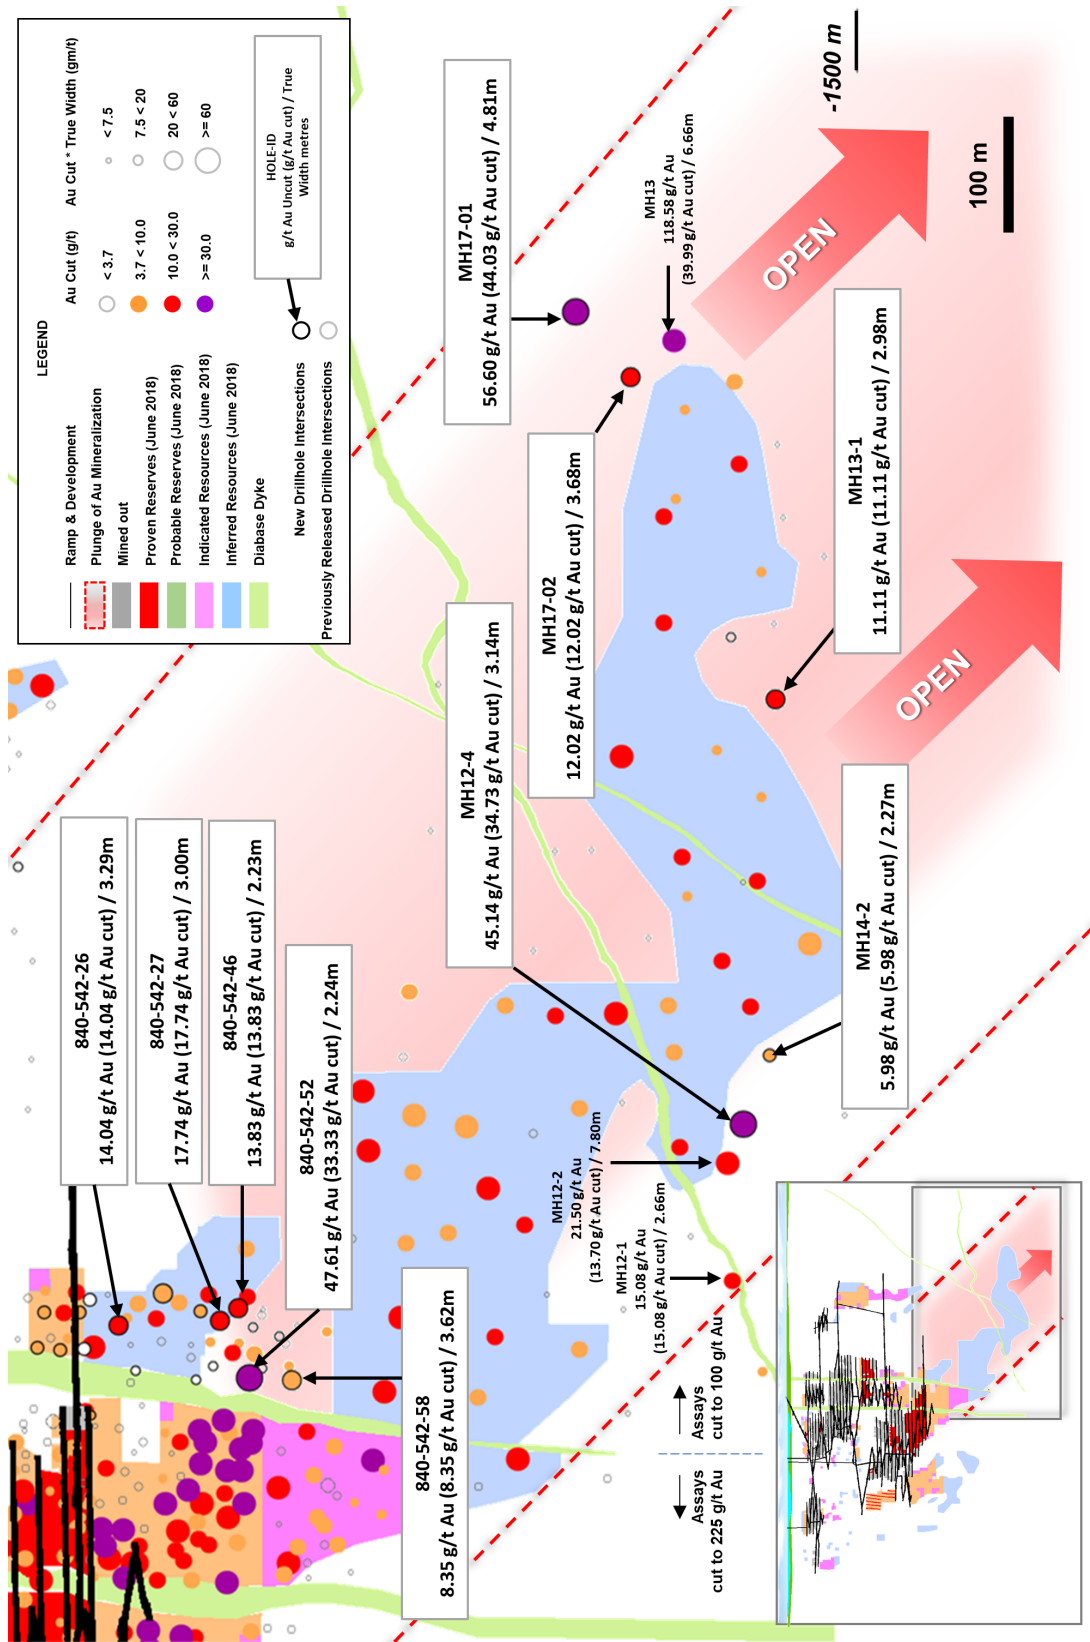 LEGEND
Ramp & Development
Plunge of Au Mineralization
Mined out
Proven Reserves (June 2018)
Probable Reserves (June 2018)
Indicated Resources (June 2018)
Inferred Resources (June 2018)
Diabase Dyke
New Drillhole Intersections
Previously Released Drillhole Intersections
Au Cut (g/t)
< 3.7
3.7 < 10.0
10.0 < 30.0
>= 30.0
Au Cut * True Width (gm/t)
< 7.5
7.5 < 20
20 < 60
>= 60
HOLE-ID
g/t Au Uncut (g/t Au cut) / True
Width metres
840-542-26
14.04 g/t Au (14.04 g/t Au cut) / 3.29m
840-542-27
17.74 g/t Au (17.74 g/t Au cut) / 3.00m
840-542-46
13.83 g/t Au (13.83 g/t Au cut) / 2.23m
840-542-52
47.61 g/t Au (33.33 g/t Au cut) / 2.24m
840-542-58
8.35 g/t Au (8.35 g/t Au cut) / 3.62m
MH12-4
45.14 g/t Au (34.73 g/t Au cut) / 3.14m
MH17-01
56.60 g/t Au (44.03 g/t Au cut) / 4.81m
MH17-02
12.02 g/t Au (12.02 g/t Au cut) / 3.68m
MH13
118.58 g/t Au
(39.99 g/t Au cut) / 6.66m
MH12-2
21.50 g/t Au
(13.70 g/t Au cut) / 7.80m
MH12-1
15.08 g/t Au
(15.08 g/t Au cut) / 2.66m
MH13-1
11.11 g/t Au (11.11 g/t Au cut) / 2.98m
MH14-2
5.98 g/t Au (5.98 g/t Au cut) / 2.27m
OPEN
OPEN
-1500 m
100 m
Assays
cut to 225 g/t Au
Assays
cut to 100 g/t Au